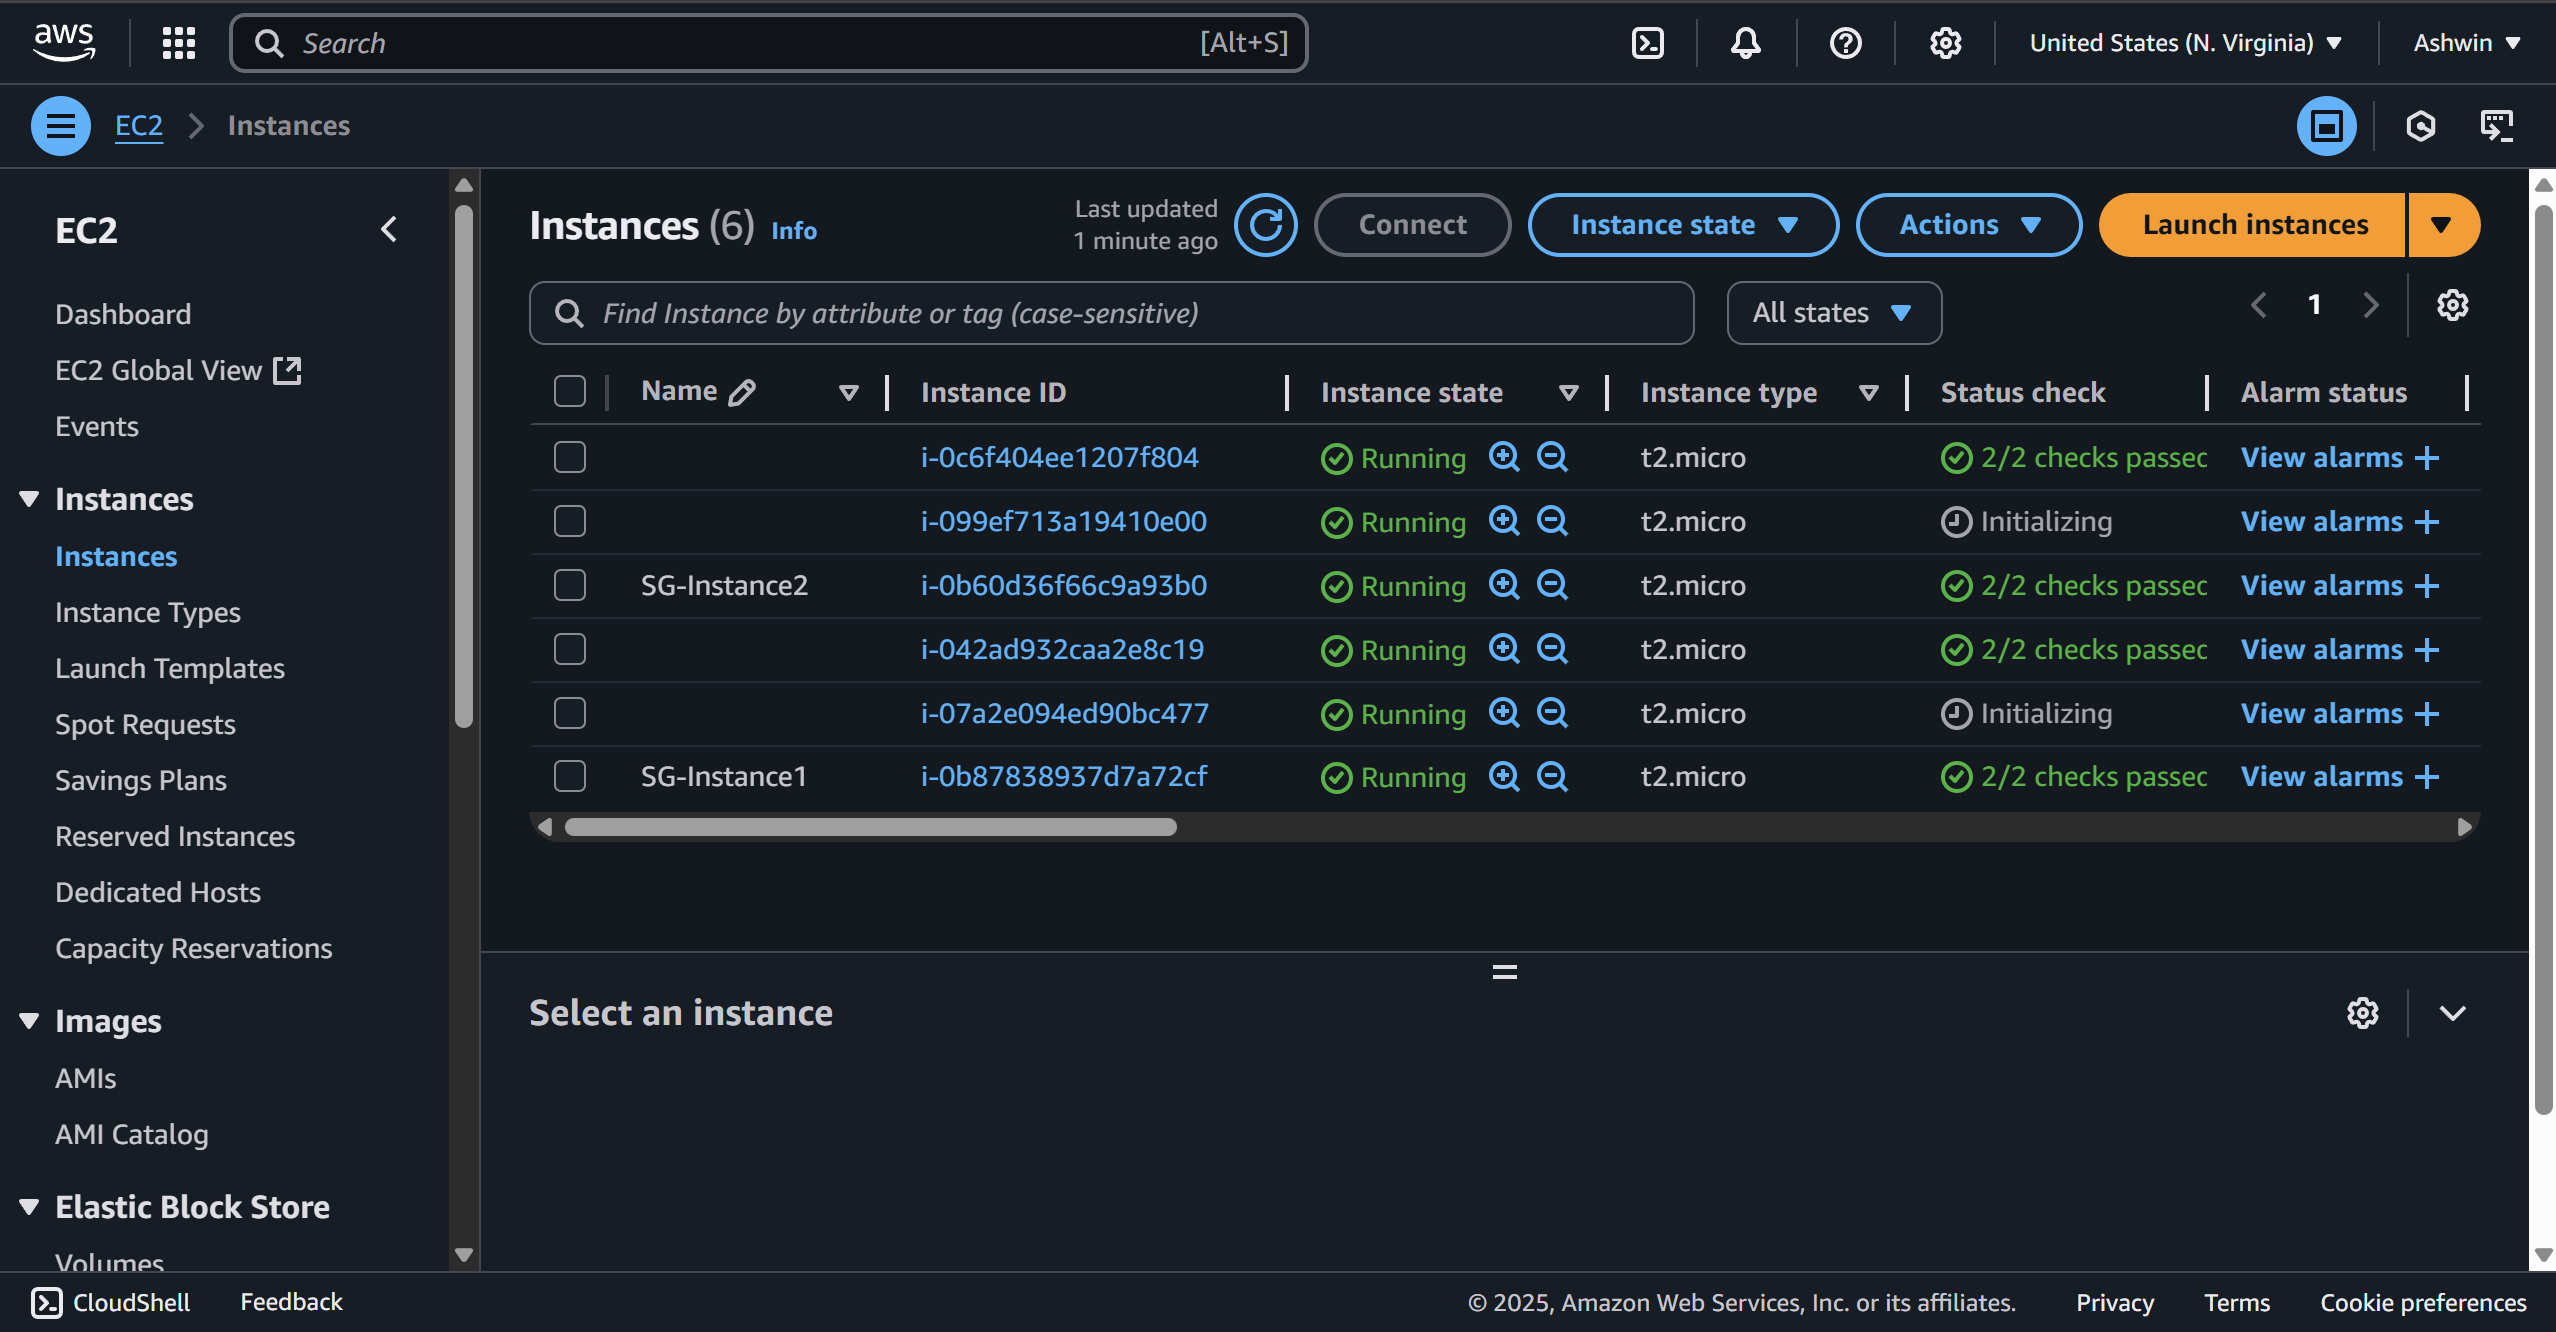 aws
Search [Alt+S]
United States (N. Virginia)
Ashwin
EC2
Instances
EC2
Dashboard
EC2 Global View
Events
Instances
Instances
Instance Types
Launch Templates
Spot Requests
Savings Plans
Reserved Instances
Dedicated Hosts
Capacity Reservations
Images
AMIs
AMI Catalog
Elastic Block Store
Volumes
Instances (6) Info
Last updated
1 minute ago
Connect
Instance state
Actions
Launch instances
Find Instance by attribute or tag (case-sensitive)
All states
1
Name Instance ID Instance state Instance type Status check Alarm status
i-0c6f404ee1207f804 Running t2.micro 2/2 checks passed View alarms +
i-099ef713a19410e00 Running t2.micro Initializing View alarms +
SG-Instance2 i-0b60d36f66c9a93b0 Running t2.micro 2/2 checks passed View alarms +
i-042ad932caa2e8c19 Running t2.micro 2/2 checks passed View alarms +
i-07a2e094ed90bc477 Running t2.micro Initializing View alarms +
SG-Instance1 i-0b87838937d7a72cf Running t2.micro 2/2 checks passed View alarms +
Select an instance
CloudShell
Feedback
© 2025, Amazon Web Services, Inc. or its affiliates.
Privacy
Terms
Cookie preferences